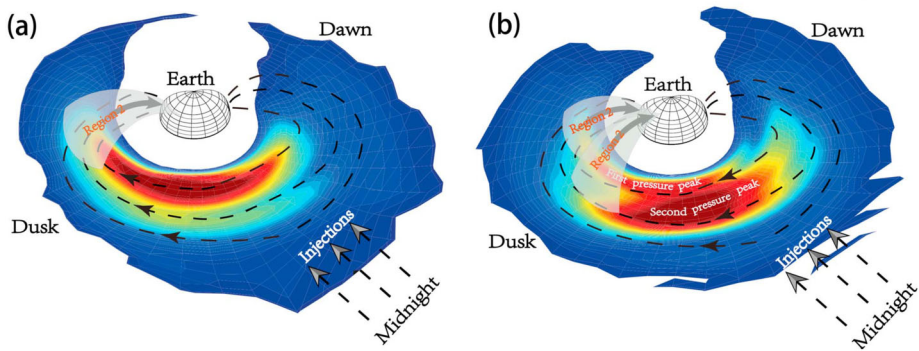 (a)
Dawn
Earth
Region 2
Dusk
Injections
Midnight
(b)
Dawn
Earth
Region 2
Region 2
First pressure peak
Second pressure peak
Dusk
Injections
Midnight